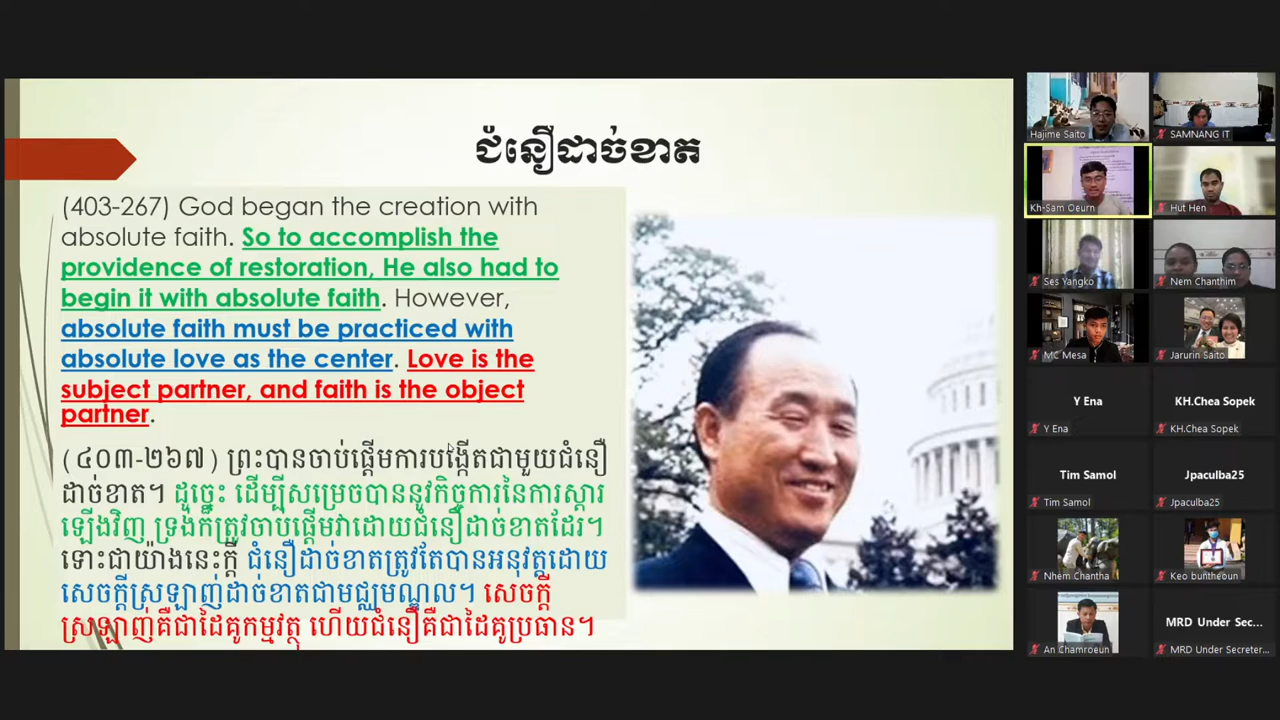 ជំនឿដាច់ខាត
(403-267) God began the creation with
absolute faith. So to accomplish the
providence of restoration, He also had to
begin it with absolute faith. However,
absolute faith must be practiced with
absolute love as the center. Love is the
subject partner, and faith is the object
partner.
(៤០៣-២៦៧) ព្រះបានចាប់ផ្ដើមការបង្កើតជាមួយជំនឿ
ដាច់ខាត។ ដូច្នេះ ដើម្បីសម្រេចបាននូវកិច្ចការនៃការស្តារ
ឡើងវិញ ទ្រង់ក៏ត្រូវចាប់ផ្ដើមវាដោយជំនឿដាច់ខាតដែរ។
ទោះជាយ៉ាងនេះក្ដី ជំនឿដាច់ខាតត្រូវតែបានអនុវត្តដោយ
សេចក្ដីស្រឡាញ់ដាច់ខាតជាមជ្ឈមណ្ឌល។ សេចក្ដី
ស្រឡាញ់គឺជាដៃគូកម្មវត្ថុ ហើយជំនឿគឺជាដៃគូប្រធាន។
Hajime Saito
SAMNANG IT
Kh-Sam Oeurn
Hut Hen
Ses Yangko
Nem Chanthim
MC Mesa
Jarurin Saito
Y Ena
Y Ena
KH.Chea Sopek
KH.Chea Sopek
Tim Samol
Tim Samol
Jpaculba25
Jpaculba25
Nhem Chantha
Keo buntheoun
An Chamroeun
MRD Under Sec...
MRD Under Secreter...